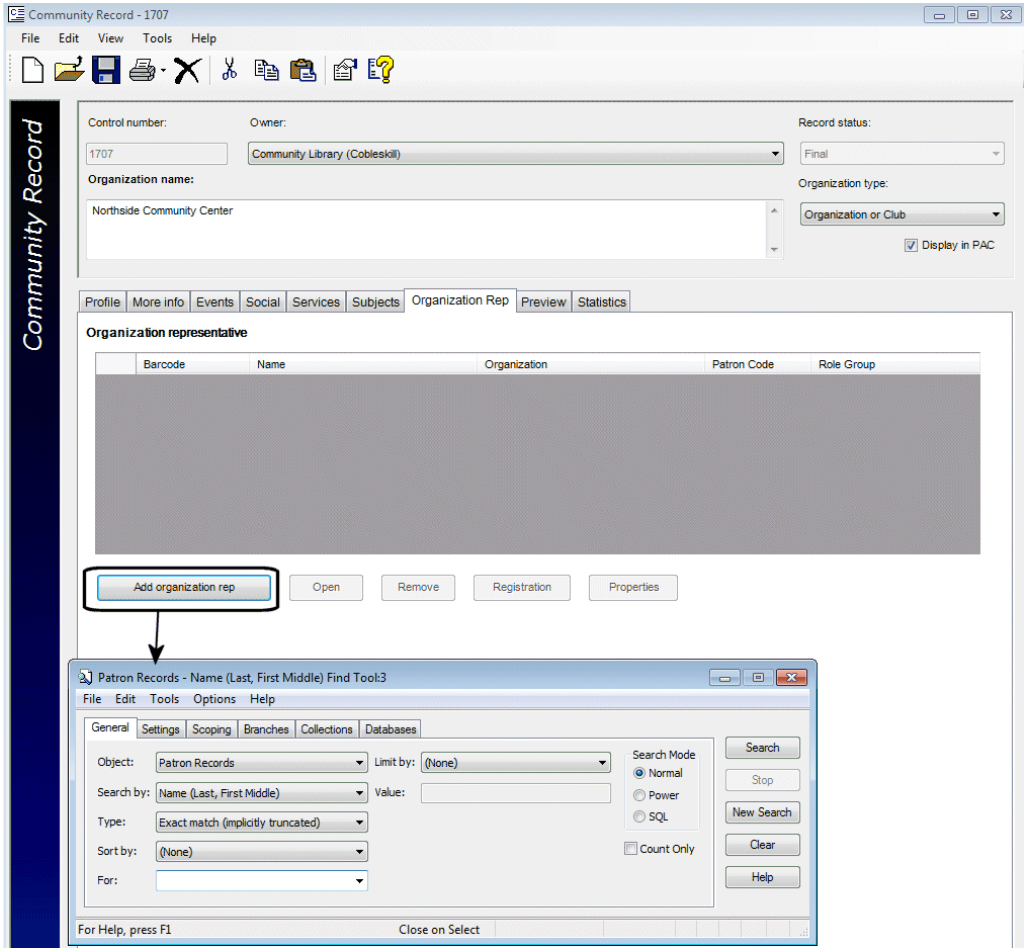 Community Record - 1707
File Edit View Tools Help
Community Record
Control number: Owner: Record status:
1707 Community Library (Cobleskill) Final
Organization name: Organization type:
Northside Community Center Organization or Club
Display in PAC
Profile More info Events Social Services Subjects Organization Rep Preview Statistics
Organization representative
Barcode Name Organization Patron Code Role Group
Add organization rep Open Remove Registration Properties
Patron Records - Name (Last, First Middle) Find Tool:3
File Edit Tools Options Help
General Settings Scoping Branches Collections Databases
Object: Patron Records Limit by: (None) Search Mode Search
Normal
Search by: Name (Last, First Middle) Value: Power Stop
Type: Exact match (implicitly truncated) SQL New Search
Sort by: (None) Count Only Clear
For: Help
For Help, press F1 Close on Select